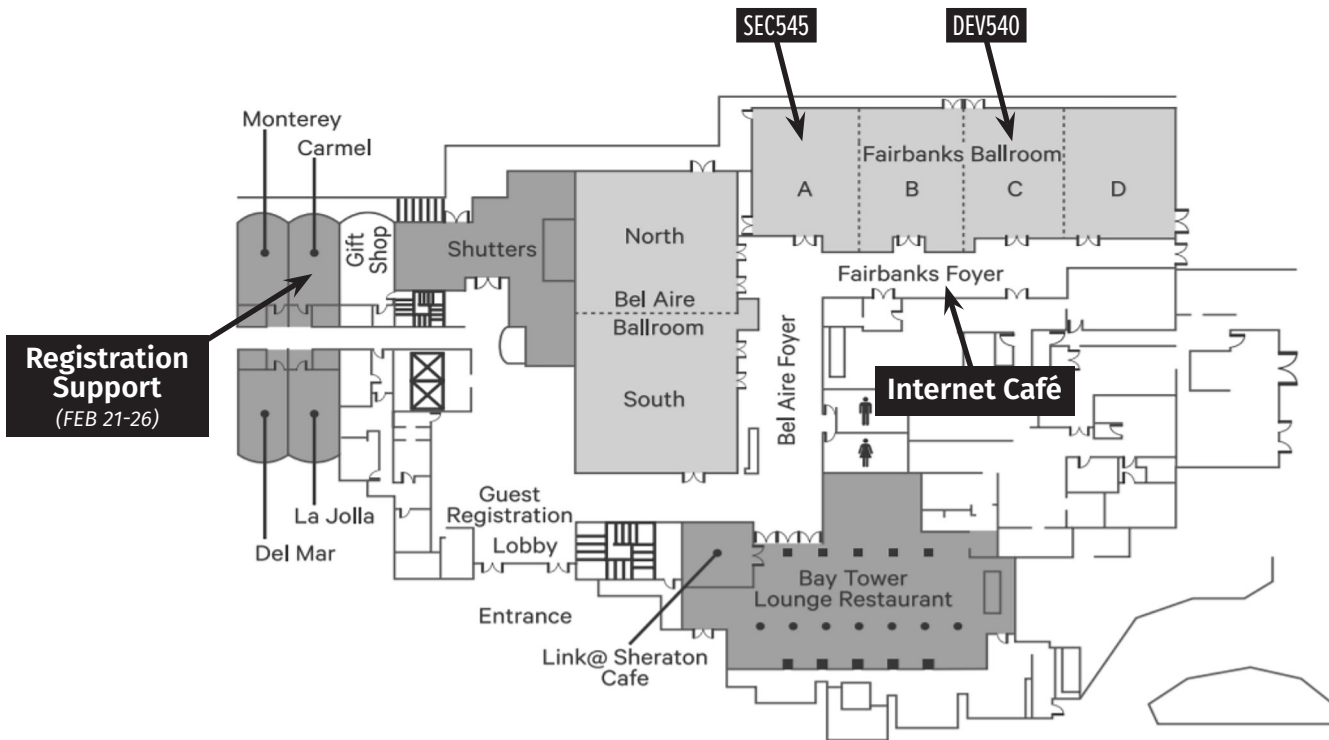 SEC545
DEV540
Monterey
Carmel
Fairbanks Ballroom
A
B
C
D
Gift
Shop
Shutters
North
Bel Aire
Ballroom
South
Fairbanks Foyer
Bel Aire Foyer
Registration
Support
(FEB 21-26)
Internet Café
La Jolla
Del Mar
Guest
Registration
Lobby
Entrance
Bay Tower
Lounge Restaurant
Link@ Sheraton
Cafe